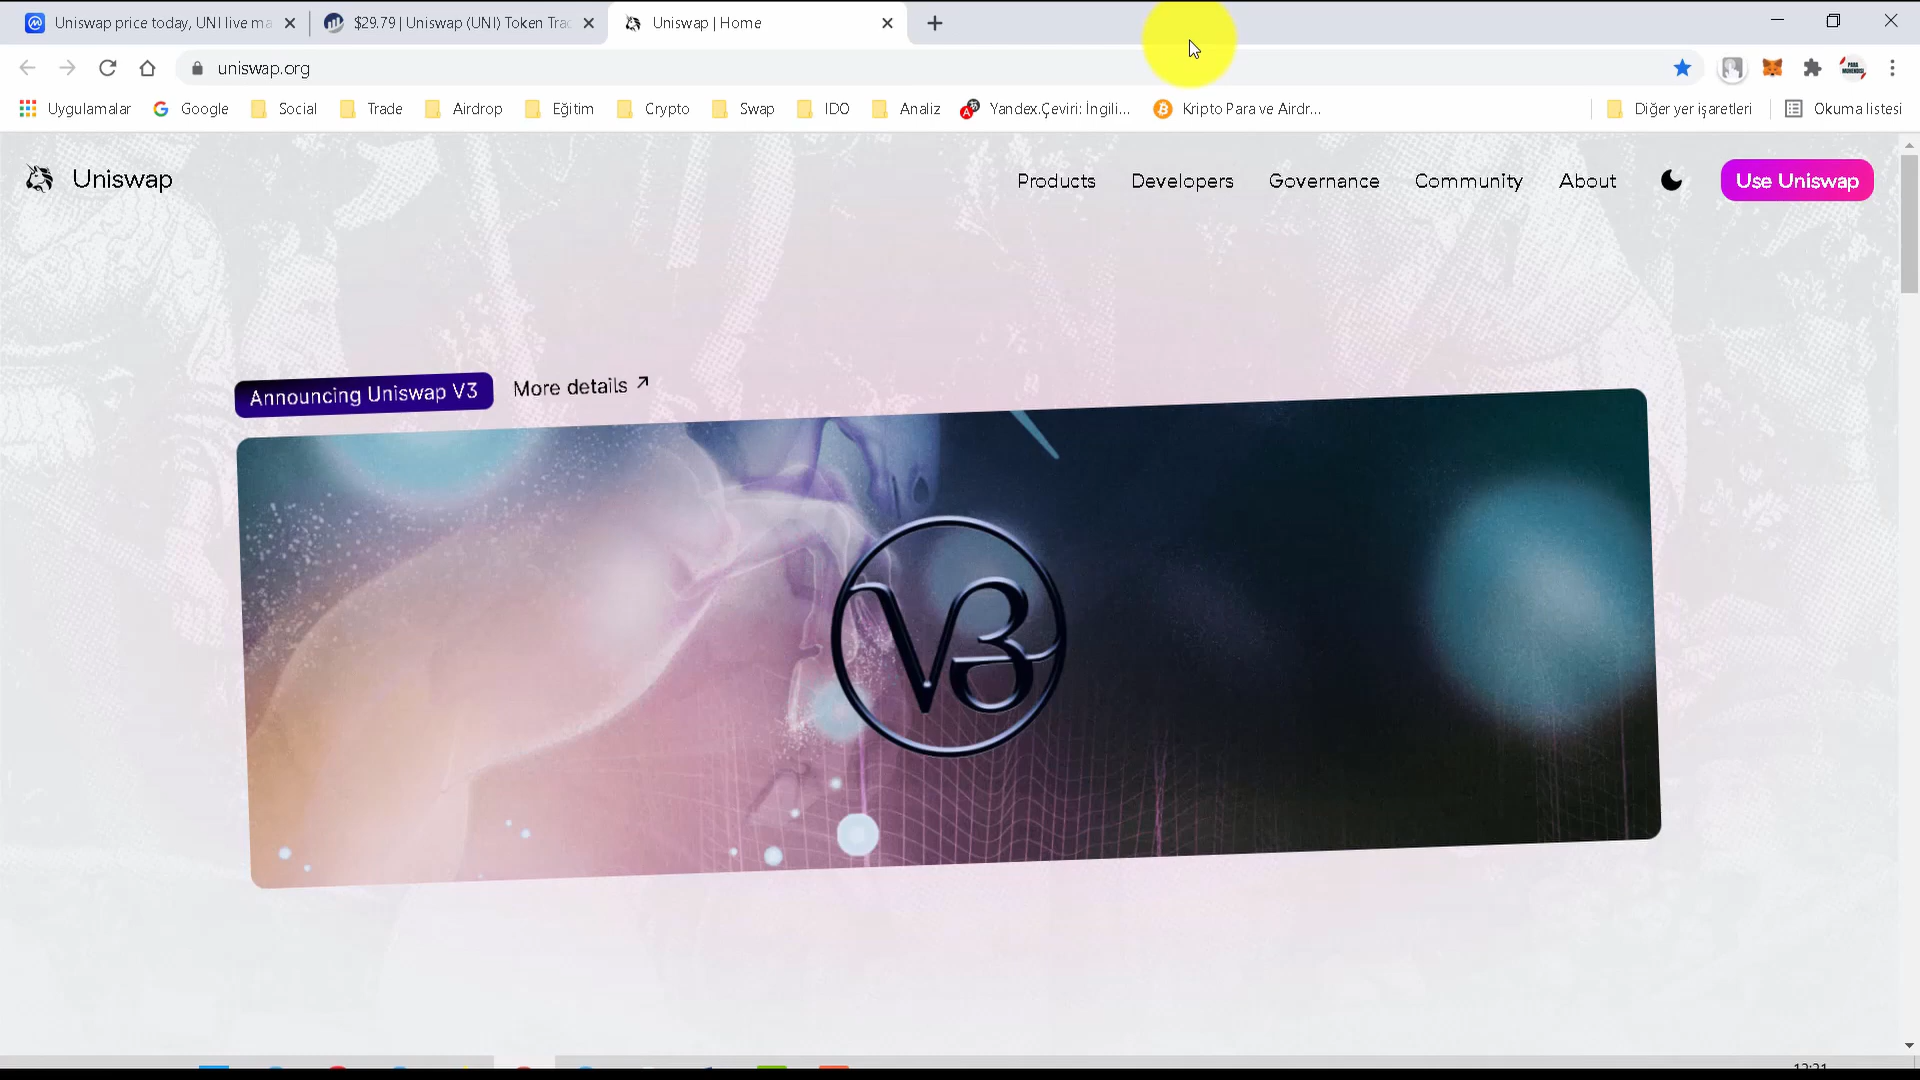 Uniswap price today, UNI live ma
$29.79 | Uniswap (UNI) Token Tra
Uniswap | Home
uniswap.org
Uygulamalar
Google
Social
Trade
Airdrop
Eğitim
Crypto
Swap
IDO
Analiz
Yandex.Çeviri: İngili...
Kripto Para ve Airdr...
Diğer yer işaretleri
Okuma listesi
Uniswap
Products
Developers
Governance
Community
About
Use Uniswap
Announcing Uniswap V3
More details ↗
V3